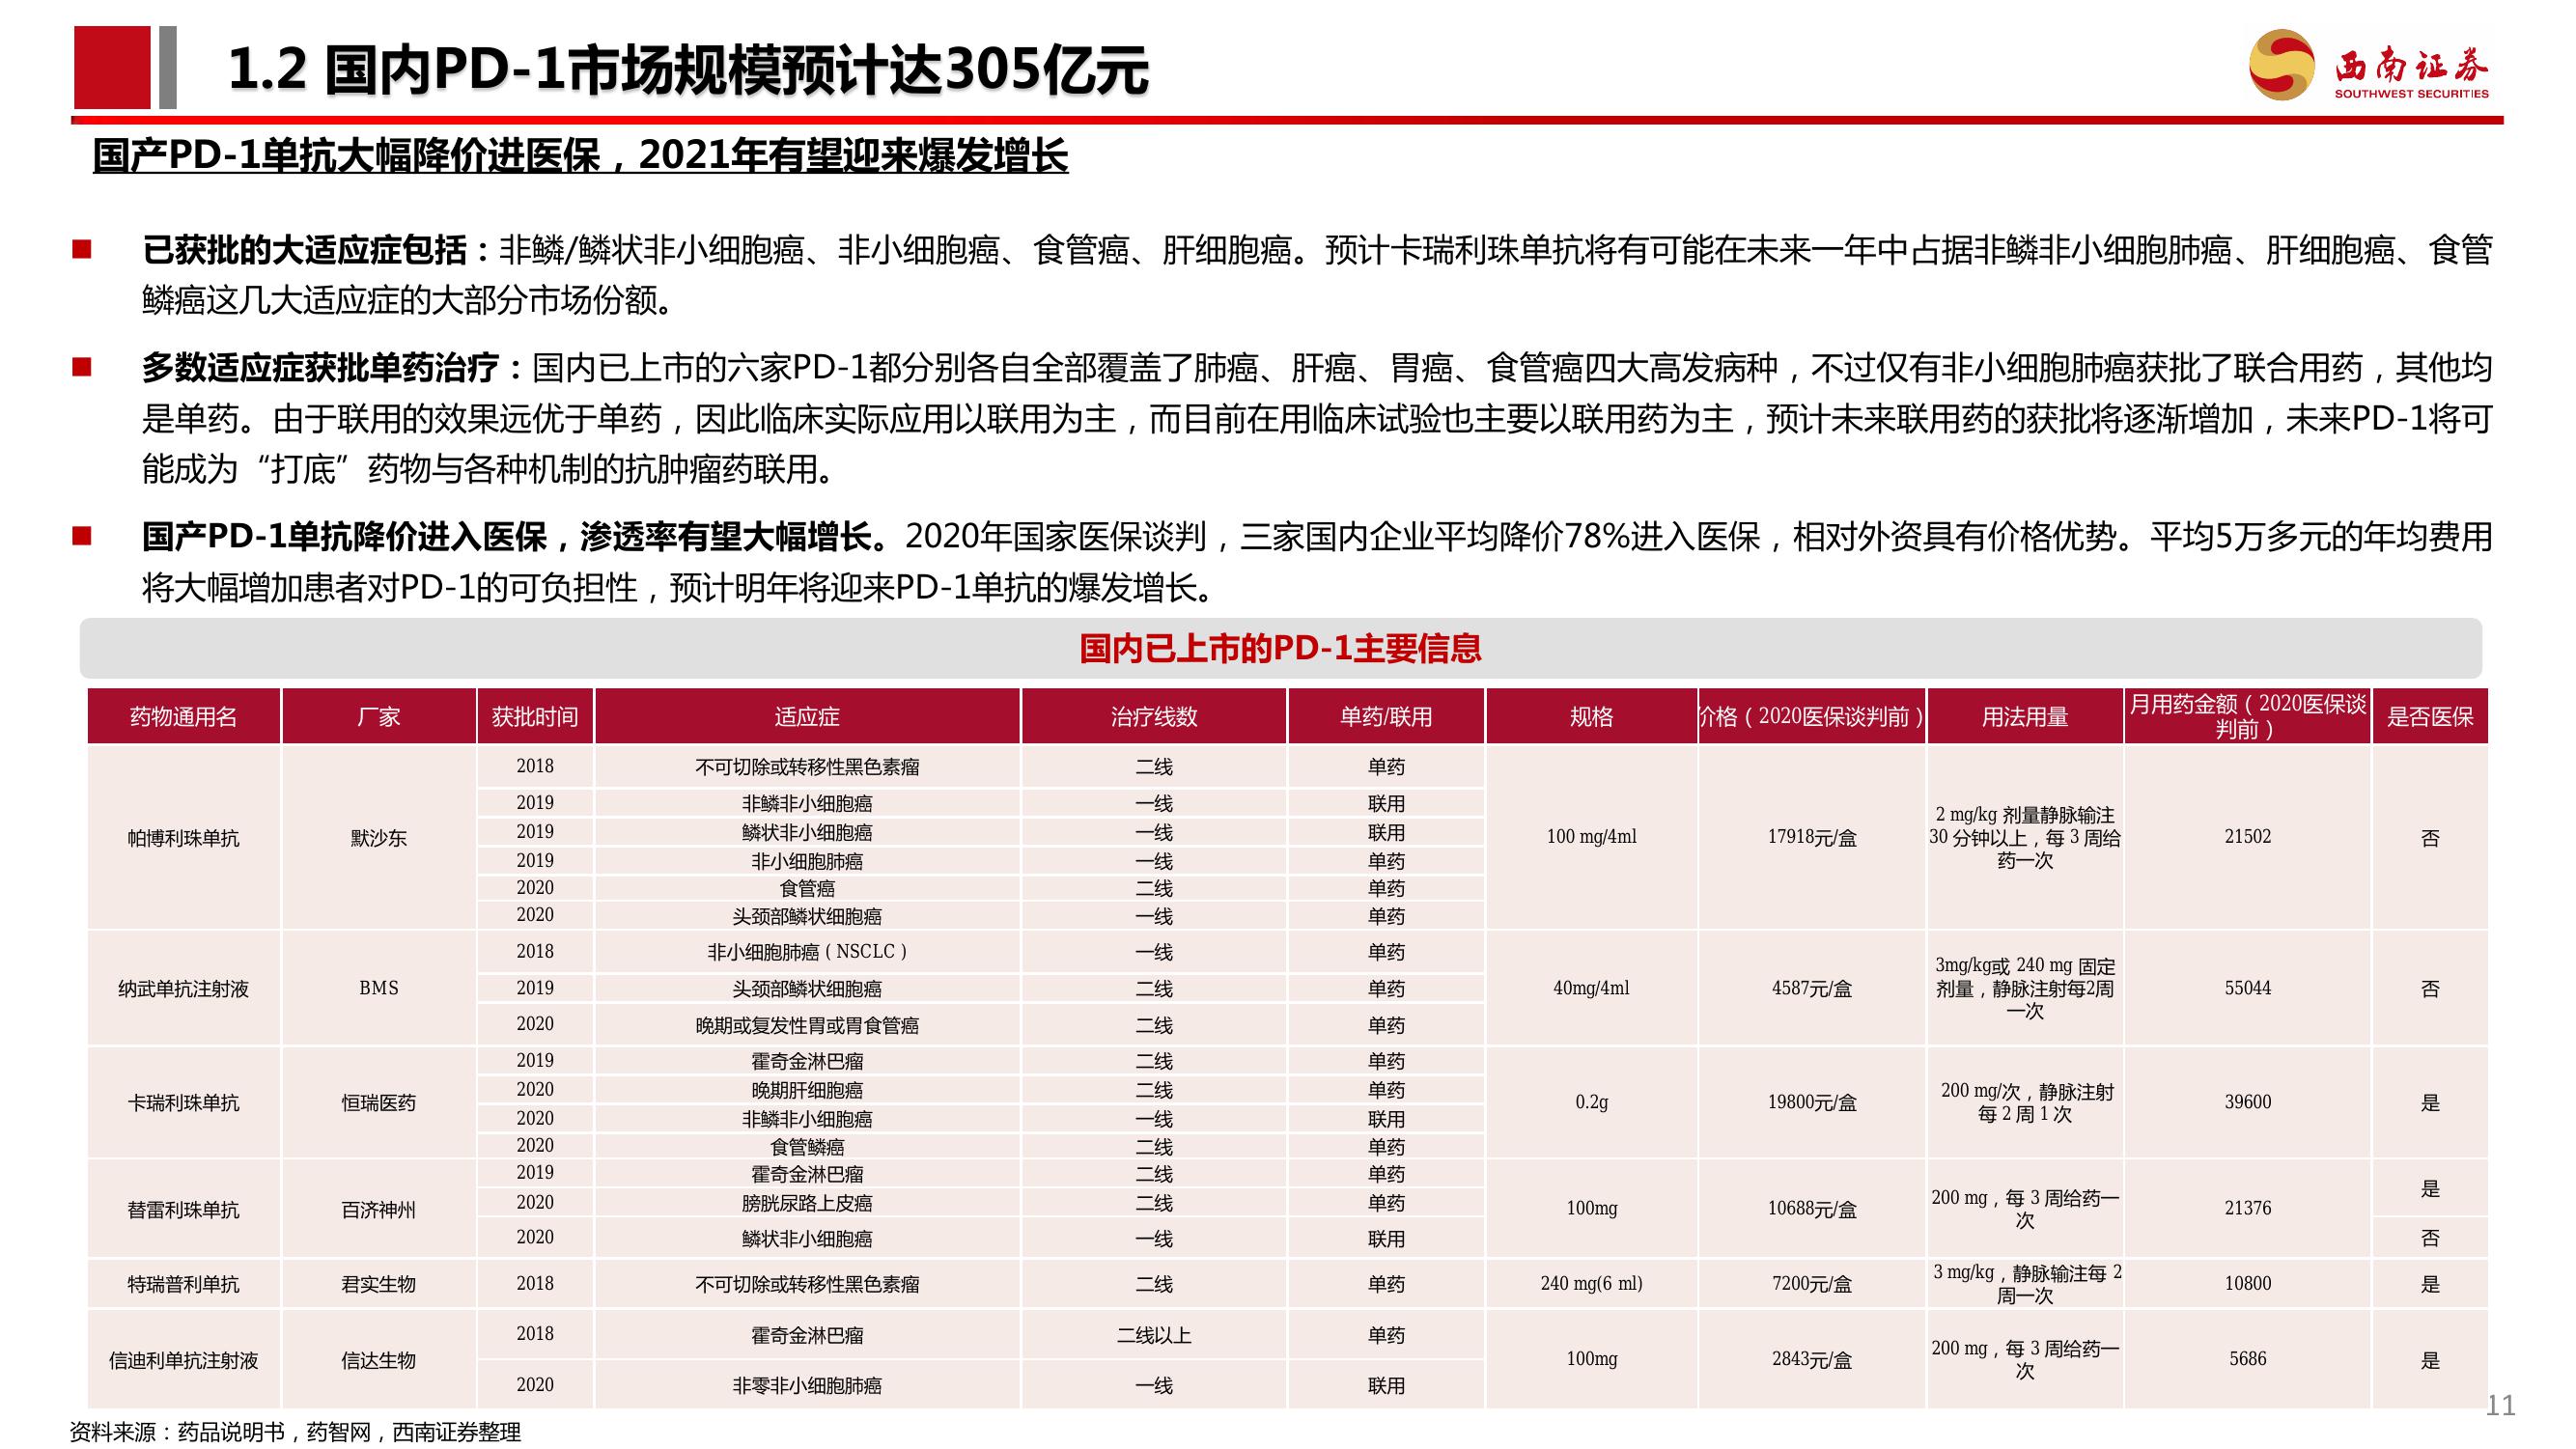 1.2 国内PD-1市场规模预计达305亿元
西南证券
SOUTHWEST SECURITIES
国产PD-1单抗大幅降价进医保，2021年有望迎来爆发增长
已获批的大适应症包括：非鳞/鳞状非小细胞癌、非小细胞癌、食管癌、肝细胞癌。预计卡瑞利珠单抗将有可能在未来一年中占据非鳞非小细胞肺癌、肝细胞癌、食管
鳞癌这几大适应症的大部分市场份额。
多数适应症获批单药治疗：国内已上市的六家PD-1都分别各自全部覆盖了肺癌、肝癌、胃癌、食管癌四大高发病种，不过仅有非小细胞肺癌获批了联合用药，其他均
是单药。由于联用的效果远优于单药，因此临床实际应用以联用为主，而目前在用临床试验也主要以联用药为主，预计未来联用药的获批将逐渐增加，未来PD-1将可
能成为“打底”药物与各种机制的抗肿瘤药联用。
国产PD-1单抗降价进入医保，渗透率有望大幅增长。2020年国家医保谈判，三家国内企业平均降价78%进入医保，相对外资具有价格优势。平均5万多元的年均费用
将大幅增加患者对PD-1的可负担性，预计明年将迎来PD-1单抗的爆发增长。
国内已上市的PD-1主要信息
药物通用名 厂家 获批时间 适应症 治疗线数 单药/联用 规格 价格（2020医保谈判前） 用法用量 月用药金额（2020医保谈判前） 是否医保
帕博利珠单抗 默沙东 2018 不可切除或转移性黑色素瘤 二线 单药 100 mg/4ml 17918元/盒 2 mg/kg 剂量静脉输注30 分钟以上，每 3 周给药一次 21502 否
2019 非鳞非小细胞癌 一线 联用
2019 鳞状非小细胞癌 一线 联用
2019 非小细胞肺癌 一线 单药
2020 食管癌 二线 单药
2020 头颈部鳞状细胞癌 一线 单药
纳武单抗注射液 BMS 2018 非小细胞肺癌（NSCLC） 一线 单药 40mg/4ml 4587元/盒 3mg/kg或 240 mg 固定剂量，静脉注射每2周一次 55044 否
2019 头颈部鳞状细胞癌 二线 单药
2020 晚期或复发性胃或胃食管癌 二线 单药
卡瑞利珠单抗 恒瑞医药 2019 霍奇金淋巴瘤 二线 单药 0.2g 19800元/盒 200 mg/次，静脉注射每 2 周 1 次 39600 是
2020 晚期肝细胞癌 二线 单药
2020 非鳞非小细胞癌 一线 联用
2020 食管鳞癌 二线 单药
替雷利珠单抗 百济神州 2019 霍奇金淋巴瘤 二线 单药 100mg 10688元/盒 200 mg，每 3 周给药一次 21376 是
2020 膀胱尿路上皮癌 二线 单药
2020 鳞状非小细胞癌 一线 联用 否
特瑞普利单抗 君实生物 2018 不可切除或转移性黑色素瘤 二线 单药 240 mg(6 ml) 7200元/盒 3 mg/kg，静脉输注每 2周一次 10800 是
信迪利单抗注射液 信达生物 2018 霍奇金淋巴瘤 二线以上 单药 100mg 2843元/盒 200 mg，每 3 周给药一次 5686 是
2020 非零非小细胞肺癌 一线 联用
11
资料来源：药品说明书，药智网，西南证券整理